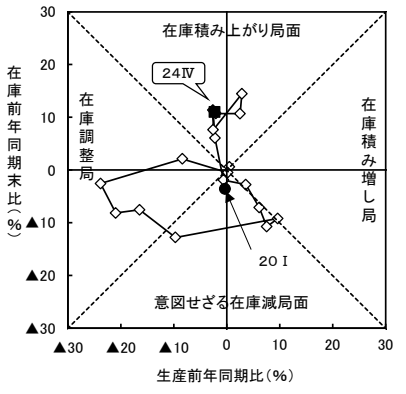 30
在庫積み上がり局面
20
24Ⅳ
10
在庫調整局
在庫積み増し局
在庫前年同期末比(%)
0
▲10
20Ⅰ
▲20
意図せざる在庫減局面
▲30
▲30 ▲20 ▲10 0 10 20 30
生産前年同期比(%)